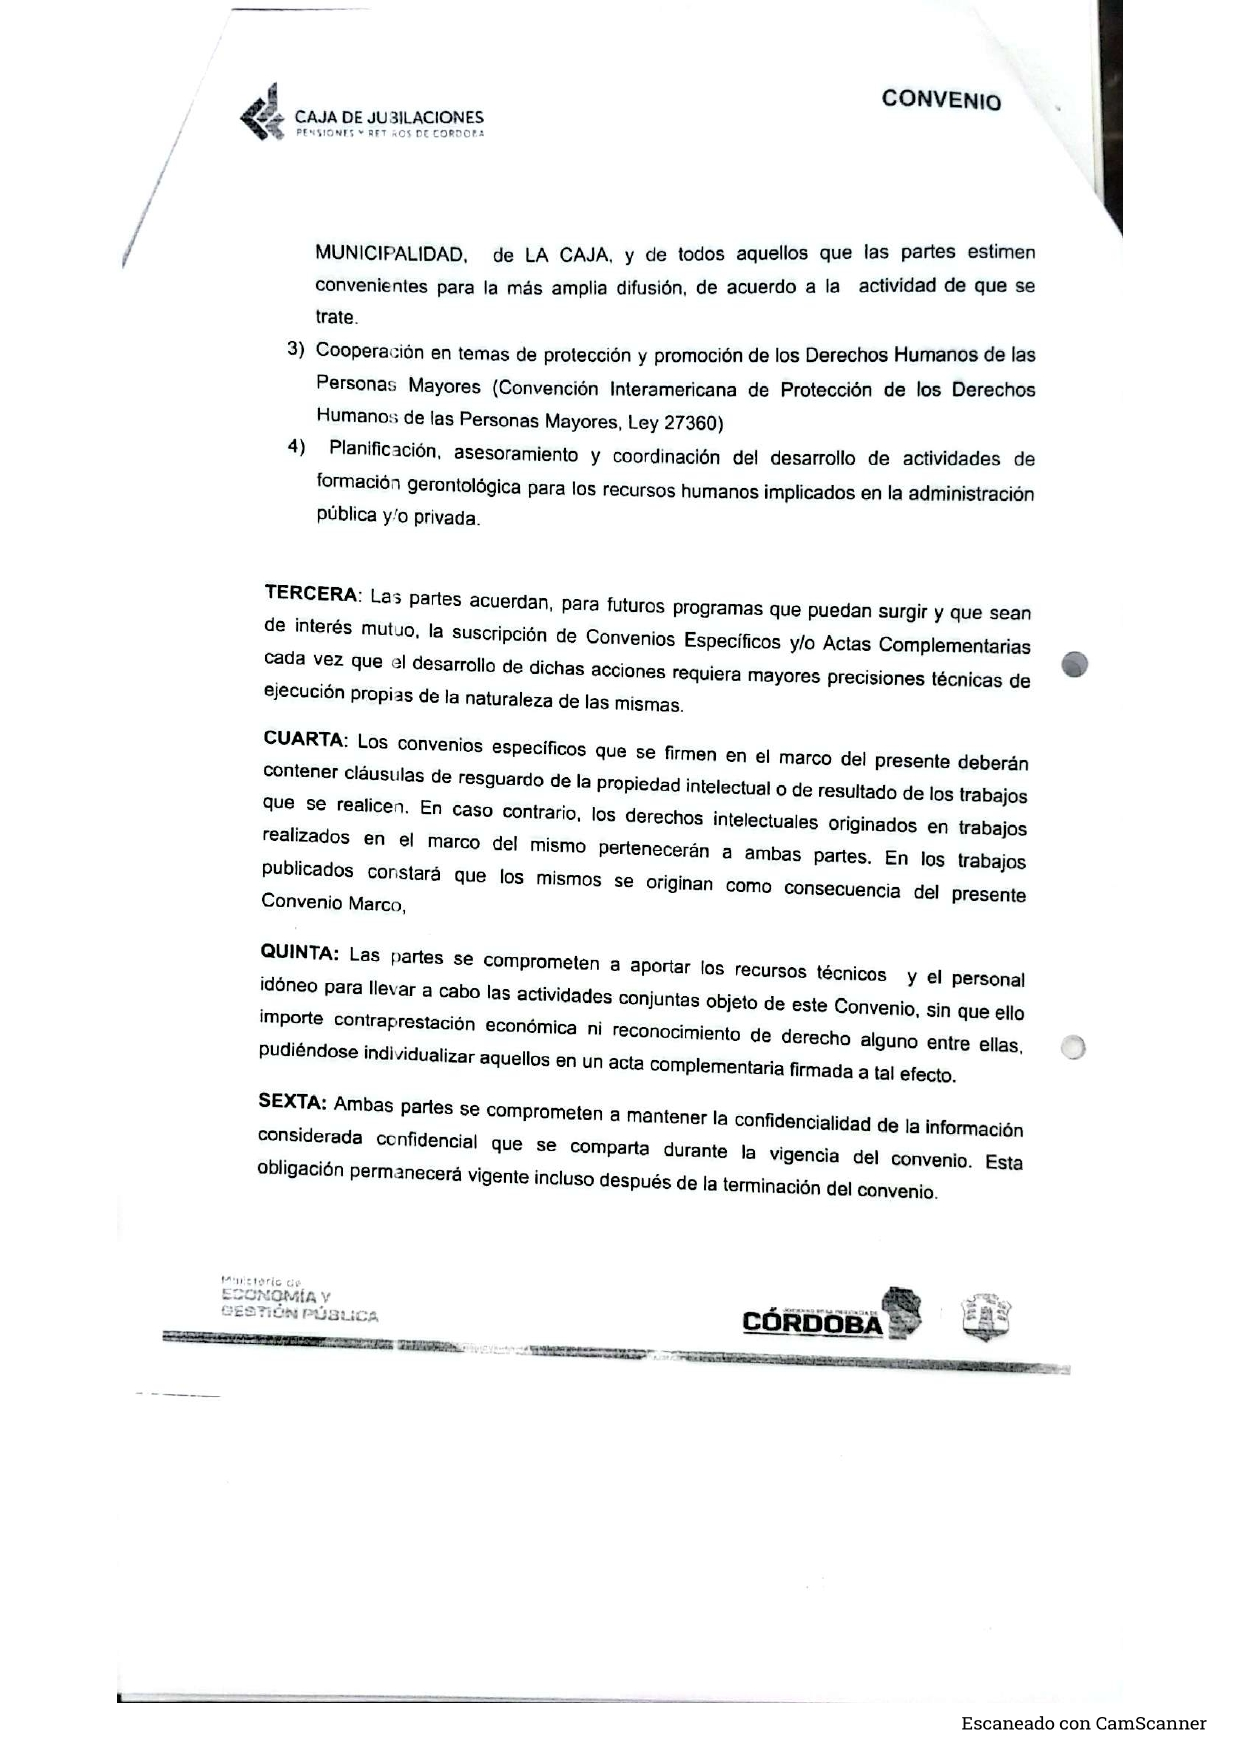 CAJA DE JUBILACIONES
PENSIONES Y RETIROS DE CORDOBA
CONVENIO
MUNICIPALIDAD, de LA CAJA, y de todos aquellos que las partes estimen
convenientes para la más amplia difusión, de acuerdo a la actividad de que se
trate.
3) Cooperación en temas de protección y promoción de los Derechos Humanos de las
Personas Mayores (Convención Interamericana de Protección de los Derechos
Humanos de las Personas Mayores, Ley 27360)
4) Planificación, asesoramiento y coordinación del desarrollo de actividades de
formación gerontológica para los recursos humanos implicados en la administración
pública y/o privada.
TERCERA: Las partes acuerdan, para futuros programas que puedan surgir y que sean
de interés mutuo, la suscripción de Convenios Específicos y/o Actas Complementarias
cada vez que el desarrollo de dichas acciones requiera mayores precisiones técnicas de
ejecución propias de la naturaleza de las mismas.
CUARTA: Los convenios específicos que se firmen en el marco del presente deberán
contener cláusulas de resguardo de la propiedad intelectual o de resultado de los trabajos
que se realicen. En caso contrario, los derechos intelectuales originados en trabajos
realizados en el marco del mismo pertenecerán a ambas partes. En los trabajos
publicados constará que los mismos se originan como consecuencia del presente
Convenio Marco,
QUINTA: Las partes se comprometen a aportar los recursos técnicos y el personal
idóneo para llevar a cabo las actividades conjuntas objeto de este Convenio, sin que ello
importe contraprestación económica ni reconocimiento de derecho alguno entre ellas,
pudiéndose individualizar aquellos en un acta complementaria firmada a tal efecto.
SEXTA: Ambas partes se comprometen a mantener la confidencialidad de la información
considerada confidencial que se comparta durante la vigencia del convenio. Esta
obligación permanecerá vigente incluso después de la terminación del convenio.
Ministerio de
ECONOMÍA Y
GESTIÓN PÚBLICA
CÓRDOBA
Escaneado con CamScanner